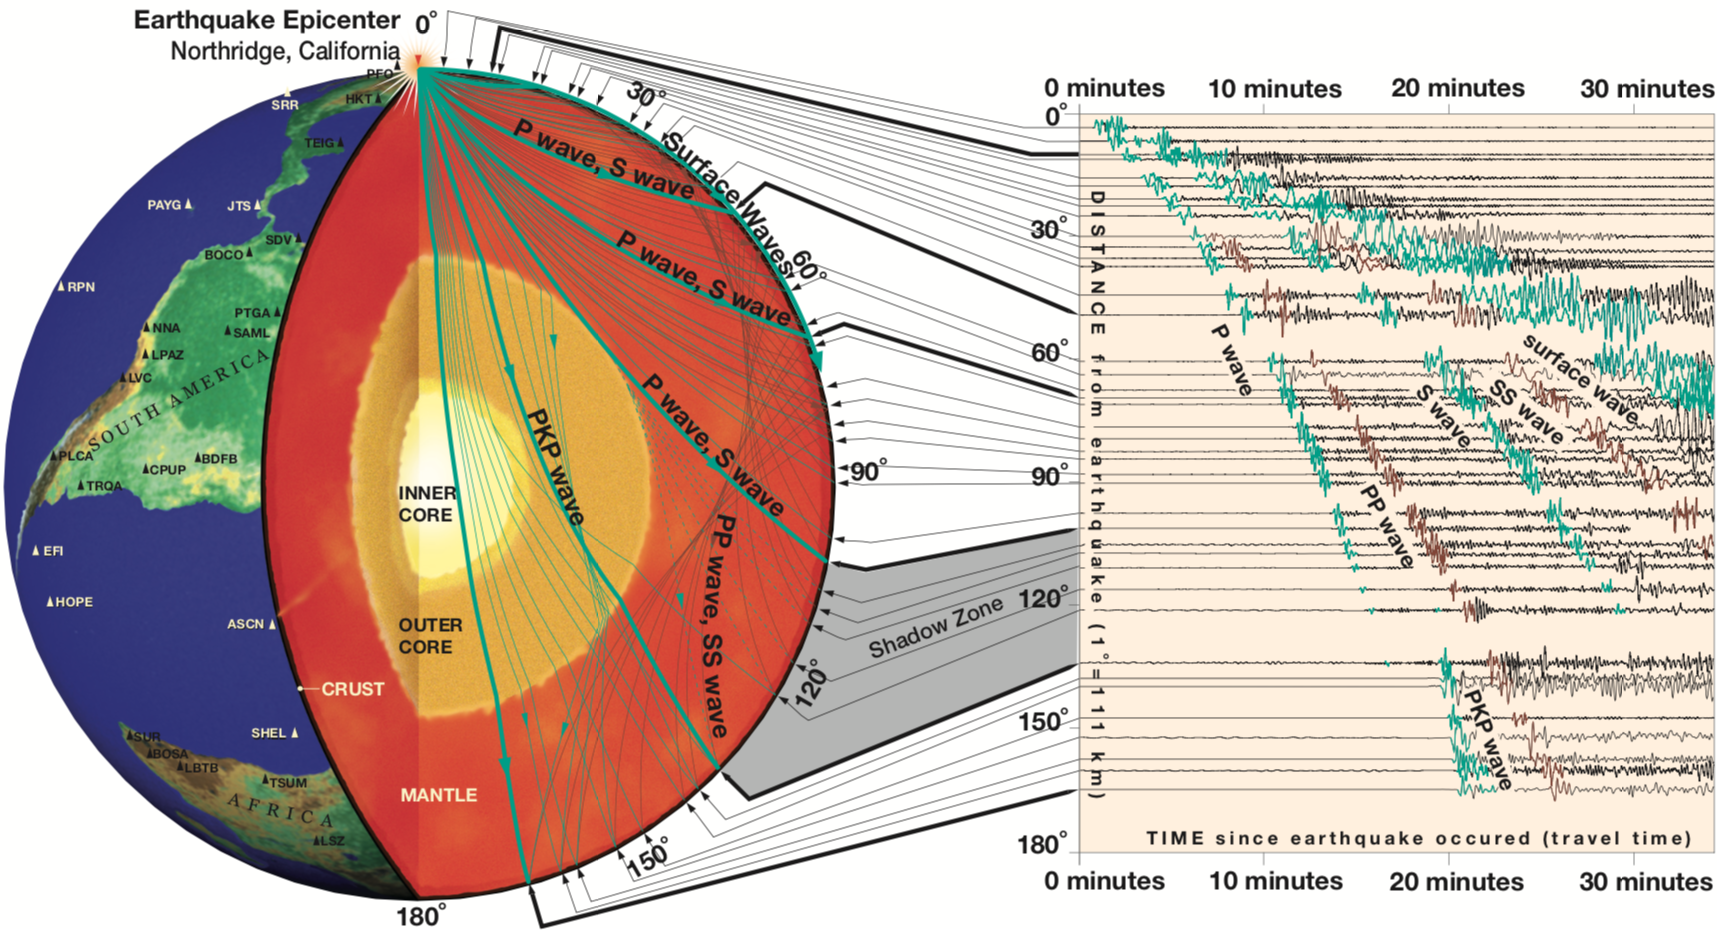 Earthquake Epicenter
Northridge, California
0°
PFO
HKT
SRR
TEIG
PAYG
JTS
SDV
BOCO
RPN
PTGA
NNA
SAML
LPAZ
LVC
SOUTH AMERICA
PLCA
CPUP
BDFB
TRQA
EFI
HOPE
ASCN
CRUST
SHEL
SUR
BOSA
LBTB
TSUM
AFRICA
LSZ
180°
INNER
CORE
OUTER
CORE
MANTLE
P wave, S wave
P wave, S wave
P wave, S wave
PKP wave
PP wave, SS wave
Surface Waves
30°
60°
90°
120°
150°
Shadow Zone
0 minutes
10 minutes
20 minutes
30 minutes
0°
30°
60°
90°
120°
150°
180°
DISTANCE from earthquake (1°=111 km)
P wave
PP wave
S wave
SS wave
surface wave
PKP wave
TIME since earthquake occured (travel time)
0 minutes
10 minutes
20 minutes
30 minutes